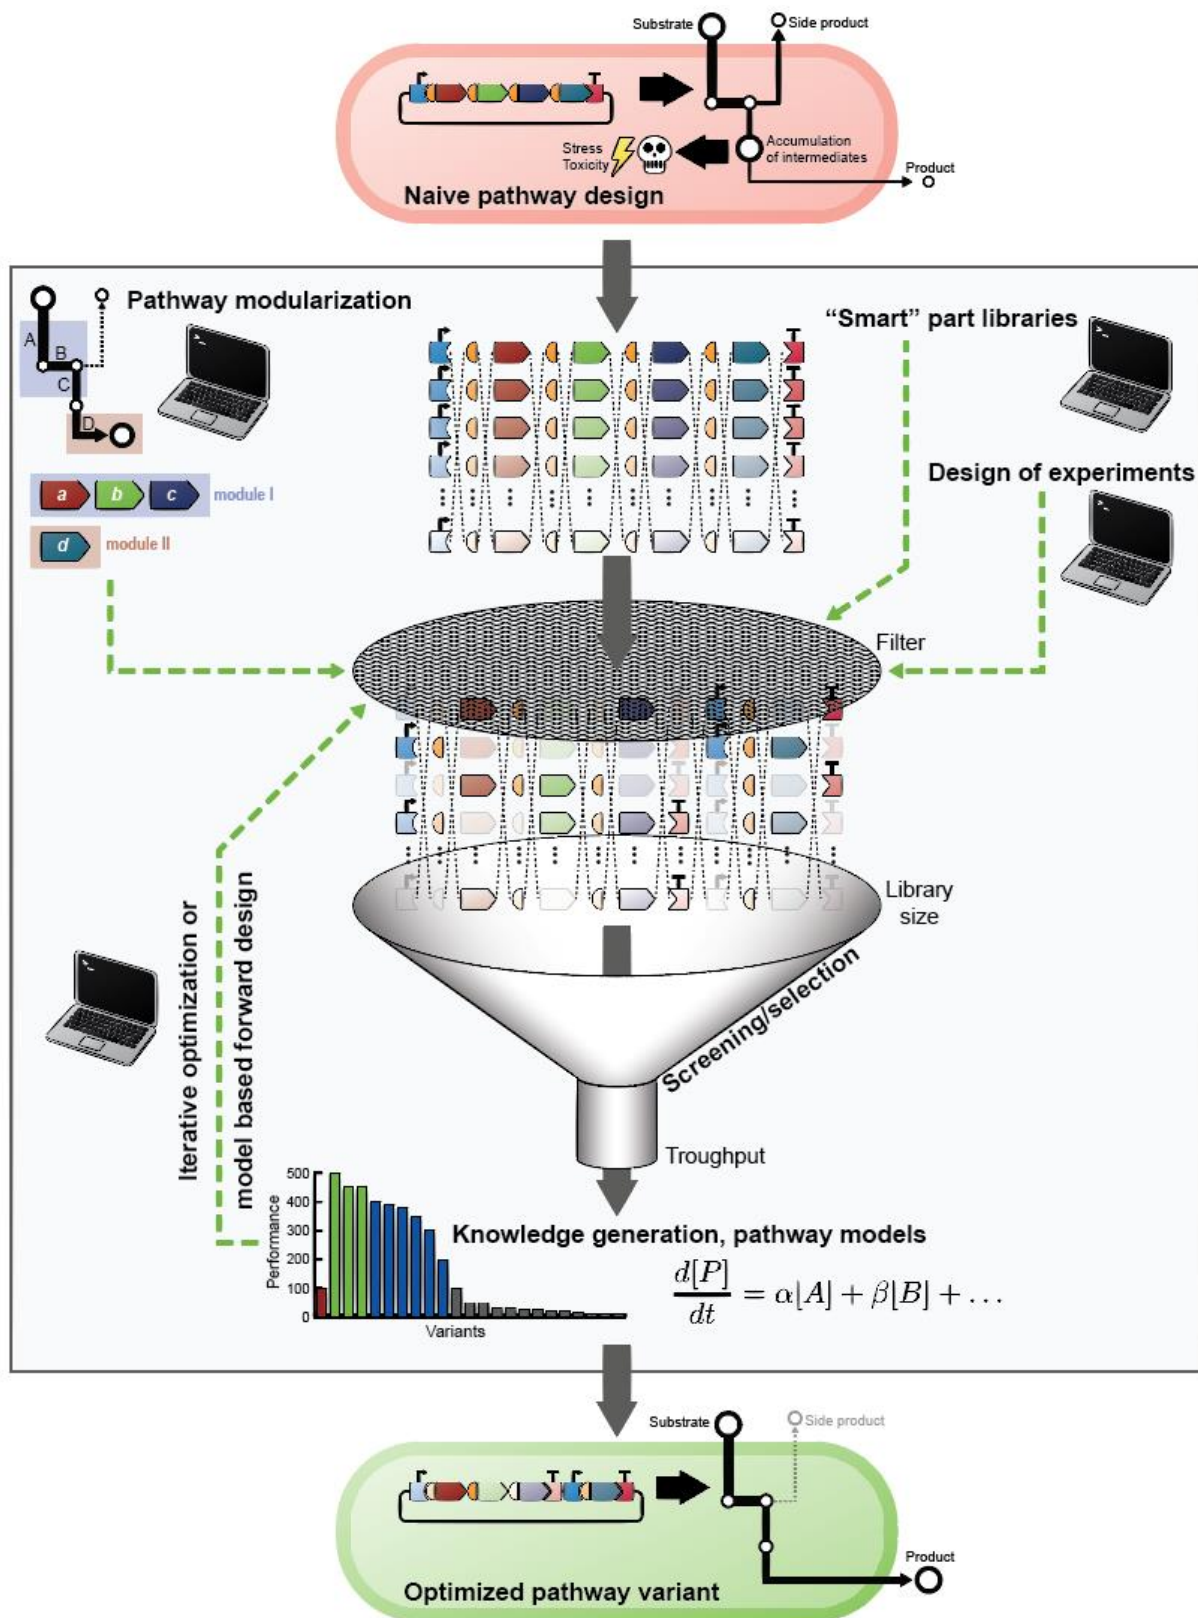 Substrate
Side product
Stress
Toxicity
Accumulation
of intermediates
Product
Naive pathway design
Pathway modularization
A
B
C
D
a b c module I
d module II
"Smart" part libraries
Design of experiments
Filter
Library
size
Screening/selection
Troughput
Iterative optimization or
model based forward design
Performance
500
400
300
200
100
0
Variants
Knowledge generation, pathway models
d[P]/dt = α[A] + β[B] + ...
Substrate
Side product
Product
Optimized pathway variant